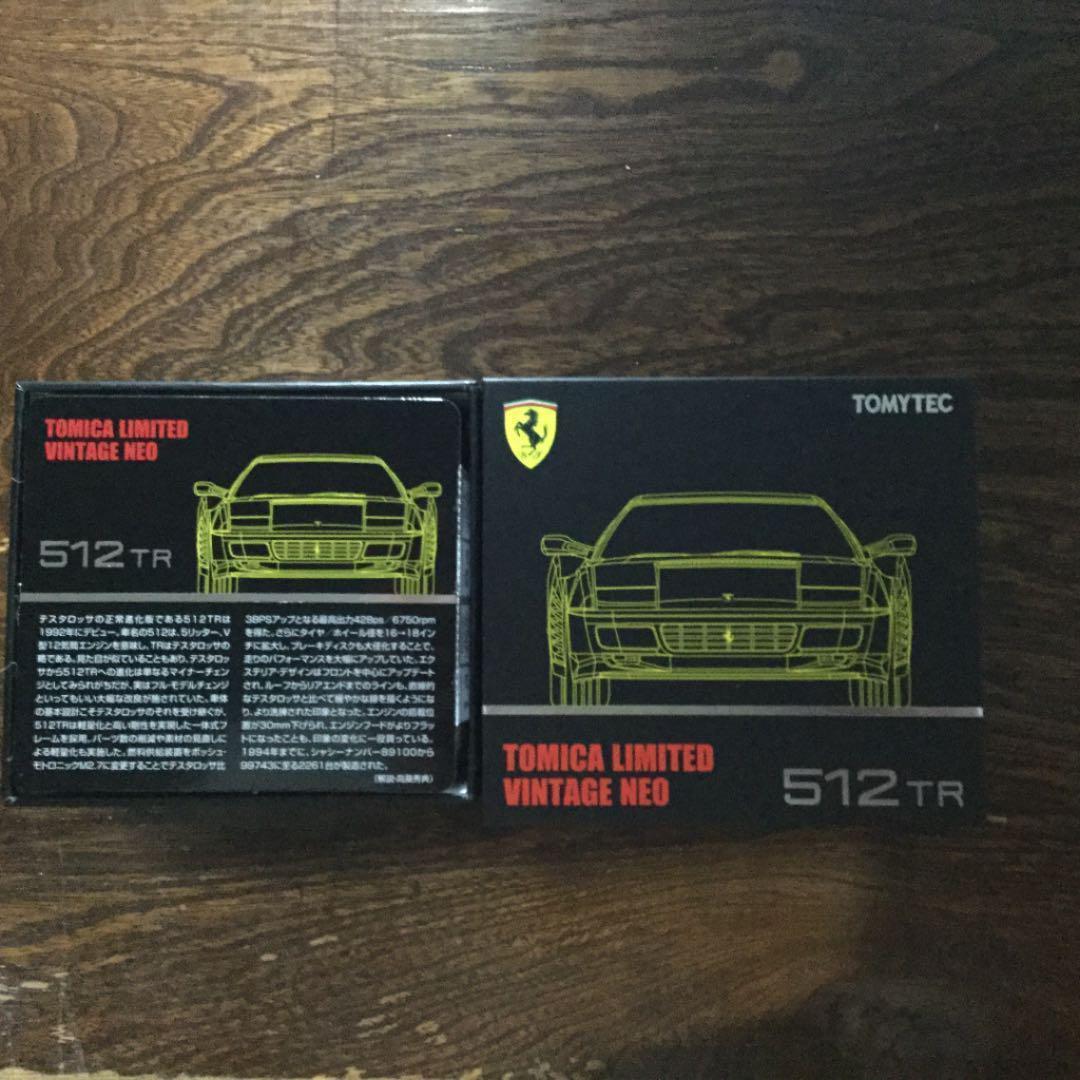 TOMICA LIMITED
VINTAGE NEO
512 TR
テスタロッサの正常進化版である512TRは
1992年にデビュー。車名の512は、5リッター、V
型12気筒エンジンを意味し、TRはテスタロッサの
略である。見た目が似ていることもあり、テスタロッ
サから512TRへの進化は単なるマイナーチェン
ジとしてみられがちだが、実はフル・モデルチェンジ
といってもいい大幅な改良が施されていた。車体
の基本設計こそテスタロッサのそれを受け継ぐが、
512TRは軽量化と高い剛性を実現した一体式フ
レームを採用。パーツ数の削減や素材の見直しに
よる軽量化も実施した。燃料供給装置をボッシュ・
モトロニックM2.7に変更することでテスタロッサ比
38PSアップとなる最高出力428ps／6750rpm
を得た。さらにタイヤ／ホイール径を16→18イン
チに拡大し、ブレーキディスクも大径化することで、
走りのパフォーマンスを大幅にアップしていた。エク
ステリア・デザインはフロントを中心にアップデート
され、ルーフからリアエンドまでのラインも、直線的
なテスタロッサと比べて緩やかな線を描くようにな
り、より洗練された印象となった。エンジンの搭載位
置が30mm下げられ、エンジンフードがよりフラッ
トになったことも、印象の変化に一役買っている。
1994年までに、シャシーナンバー89100から
99743に至る2261台が製造された。
TOMYTEC
TOMICA LIMITED
VINTAGE NEO
512 TR